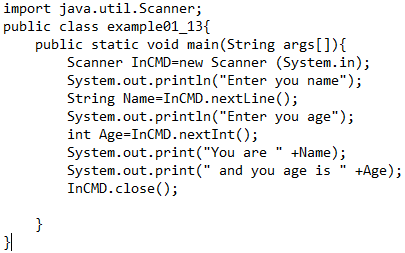 import java.util.Scanner;
public class example01_13{
    public static void main(String args[]){
        Scanner InCMD=new Scanner (System.in);
        System.out.println("Enter you name");
        String Name=InCMD.nextLine();
        System.out.println("Enter you age");
        int Age=InCMD.nextInt();
        System.out.print("You are " +Name);
        System.out.print(" and you age is " +Age);
        InCMD.close();

    }
}